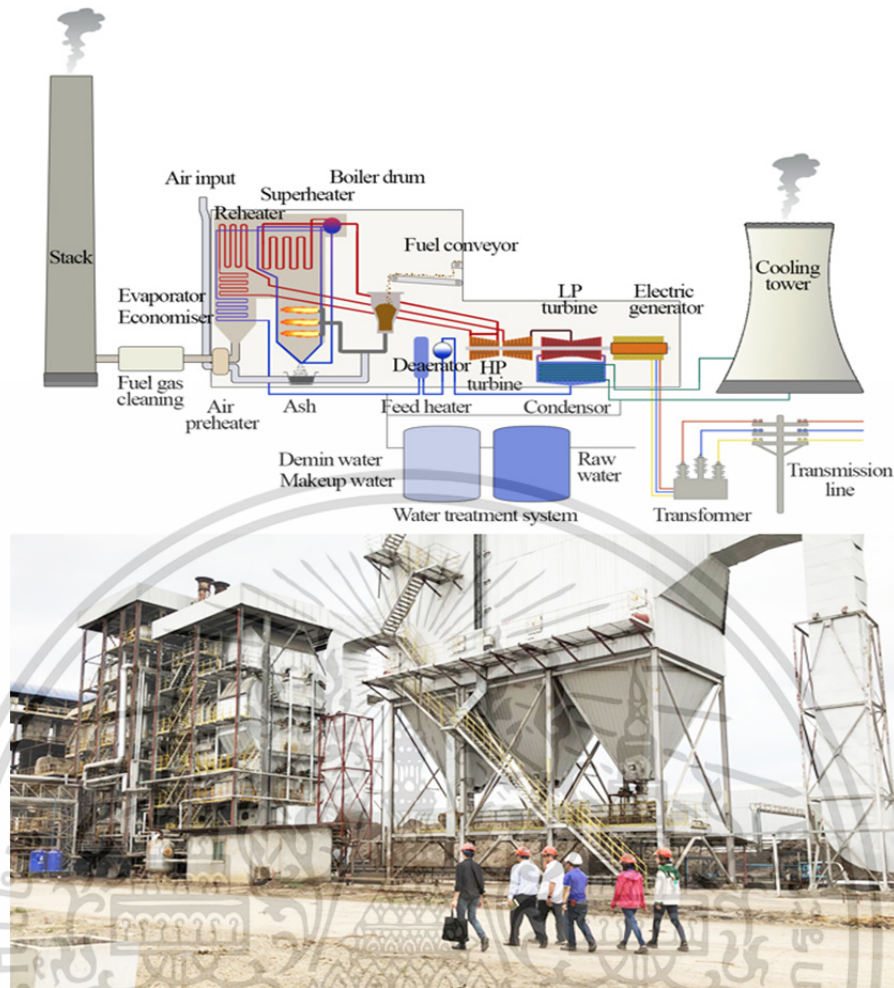 Air input
Superheater
Boiler drum
Reheater
Fuel conveyor
Stack
Evaporator
Economiser
LP
turbine
Electric
generator
Cooling
tower
Deaerator
HP
turbine
Fuel gas
cleaning
Air
preheater
Ash
Feed heater
Condensor
Demin water
Makeup water
Raw
water
Water treatment system
Transformer
Transmission
line